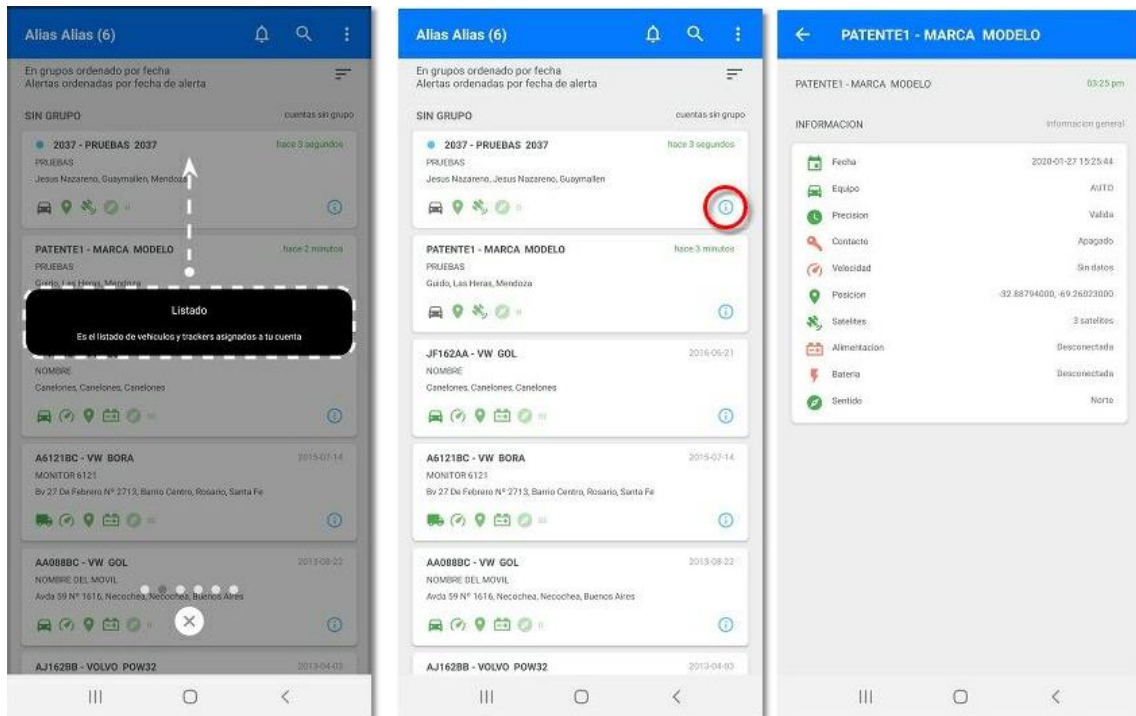 Alias Alias (6)
En grupos ordenado por fecha
Alertas ordenadas por fecha de alerta
SIN GRUPO
cuentas sin grupo
2037 - PRUEBAS 2037
hace 3 segundos
PRUEBAS
Jesus Nazareno, Guaymallen, Mendoza
PATENTE1 - MARCA MODELO
hace 2 minutos
PRUEBAS
Guido, Las Heras, Mendoza
Listado
Es el listado de vehiculos y trackers asignados a tu cuenta
NOMBRE
Canelones, Canelones, Canelones
A6121BC - VW BORA
2015-07-14
MONITOR 6121
Bv 27 De Febrero Nº 2713, Barrio Centro, Rosario, Santa Fe
AA088BC - VW GOL
2013-08-22
NOMBRE DEL MOVIL
Avda 59 Nº 1616, Necochea, Necochea, Buenos Aires
AJ162BB - VOLVO POW32
2013-04-03
Alias Alias (6)
En grupos ordenado por fecha
Alertas ordenadas por fecha de alerta
SIN GRUPO
cuentas sin grupo
2037 - PRUEBAS 2037
hace 3 segundos
PRUEBAS
Jesus Nazareno, Jesus Nazareno, Guaymallen
PATENTE1 - MARCA MODELO
hace 3 minutos
PRUEBAS
Guido, Las Heras, Mendoza
JF162AA - VW GOL
2016-06-21
NOMBRE
Canelones, Canelones, Canelones
A6121BC - VW BORA
2015-07-14
MONITOR 6121
Bv 27 De Febrero Nº 2713, Barrio Centro, Rosario, Santa Fe
AA088BC - VW GOL
2013-08-22
NOMBRE DEL MOVIL
Avda 59 Nº 1616, Necochea, Necochea, Buenos Aires
AJ162BB - VOLVO POW32
2013-04-03
PATENTE1 - MARCA MODELO
PATENTE1 - MARCA MODELO
03:25 pm
INFORMACION
Informacion general
Fecha
2020-01-27 15:25:44
Equipo
AUTO
Precision
Valida
Contacto
Apagado
Velocidad
Sin datos
Posicion
-32.88794000, -69.26023000
Satelites
3 satelites
Alimentacion
Desconectada
Bateria
Desconectada
Sentido
Norte